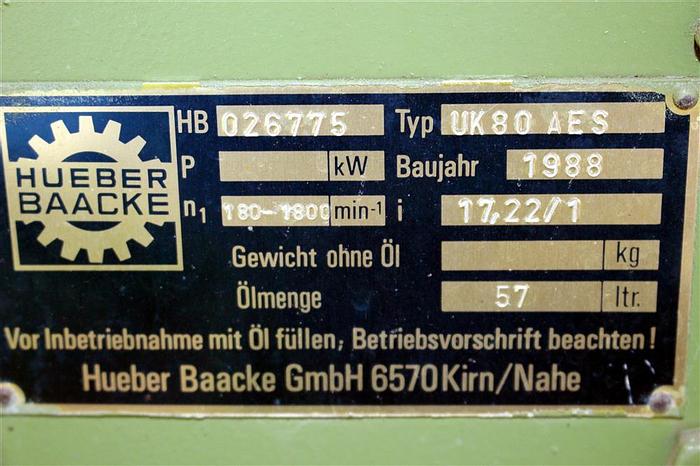 HUEBER
BAACKE
HB 026775 Typ UK80 AES
P kW Baujahr 1988
n1 180-1800 min-1 i 17,22/1
Gewicht ohne Öl kg
Ölmenge 57 ltr.
Vor Inbetriebnahme mit Öl füllen, Betriebsvorschrift beachten!
Hueber Baacke GmbH 6570 Kirn/Nahe